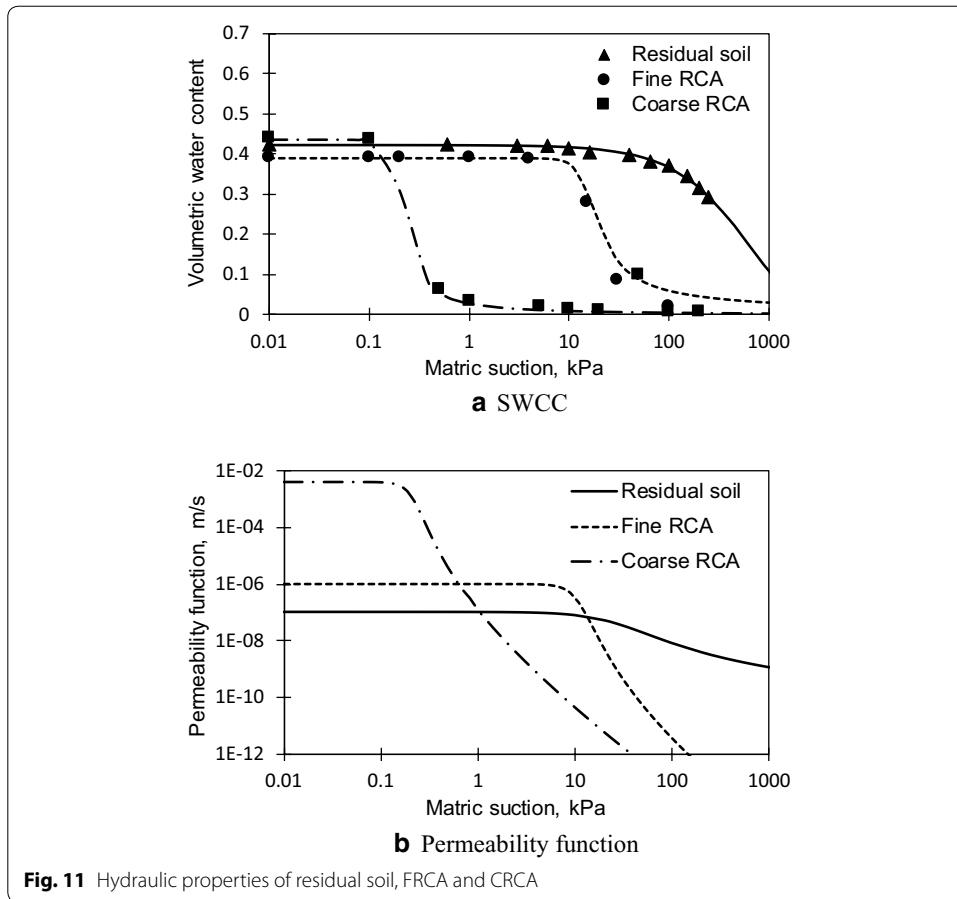 0.7
0.6
0.5
0.4
0.3
0.2
0.1
0
Volumetric water content
Residual soil
Fine RCA
Coarse RCA
0.01 0.1 1 10 100 1000
Matric suction, kPa
a SWCC
1E-02
1E-04
1E-06
1E-08
1E-10
1E-12
Permeability function, m/s
Residual soil
Fine RCA
Coarse RCA
0.01 0.1 1 10 100 1000
Matric suction, kPa
b Permeability function
Fig. 11 Hydraulic properties of residual soil, FRCA and CRCA